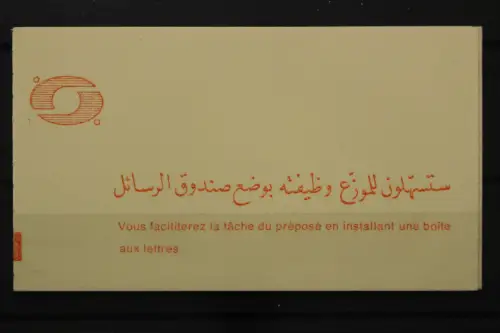 ستسهّلون للموزّع وظيفته بوضع صندوق الرسائل
Vous faciliterez la tâche du préposé en installant une boîte
aux lettres